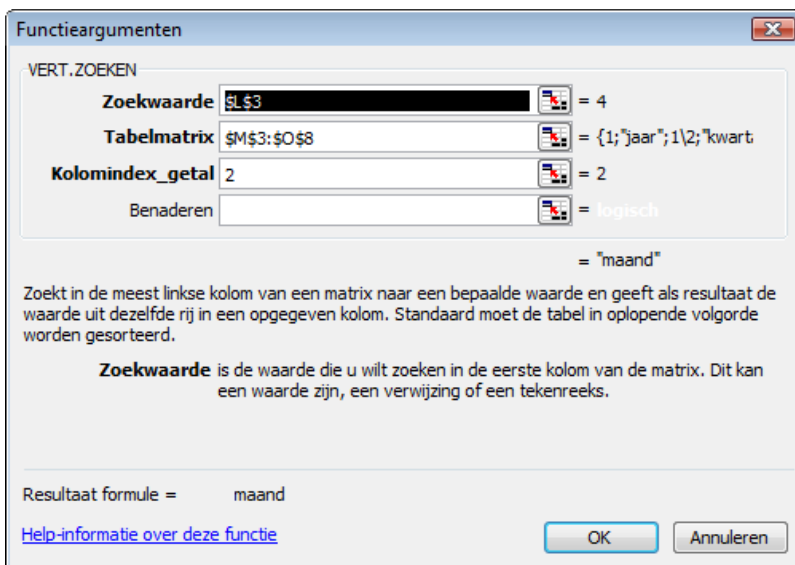 Functieargumenten
VERT.ZOEKEN
Zoekwaarde $L$3 = 4
Tabelmatrix $M$3:$O$8 = {1;"jaar";1\2;"kwarta
Kolomindex_getal 2 = 2
Benaderen = logisch
= "maand"
Zoekt in de meest linkse kolom van een matrix naar een bepaalde waarde en geeft als resultaat de
waarde uit dezelfde rij in een opgegeven kolom. Standaard moet de tabel in oplopende volgorde
worden gesorteerd.
Zoekwaarde is de waarde die u wilt zoeken in de eerste kolom van de matrix. Dit kan
een waarde zijn, een verwijzing of een tekenreeks.
Resultaat formule = maand
Help-informatie over deze functie
OK Annuleren